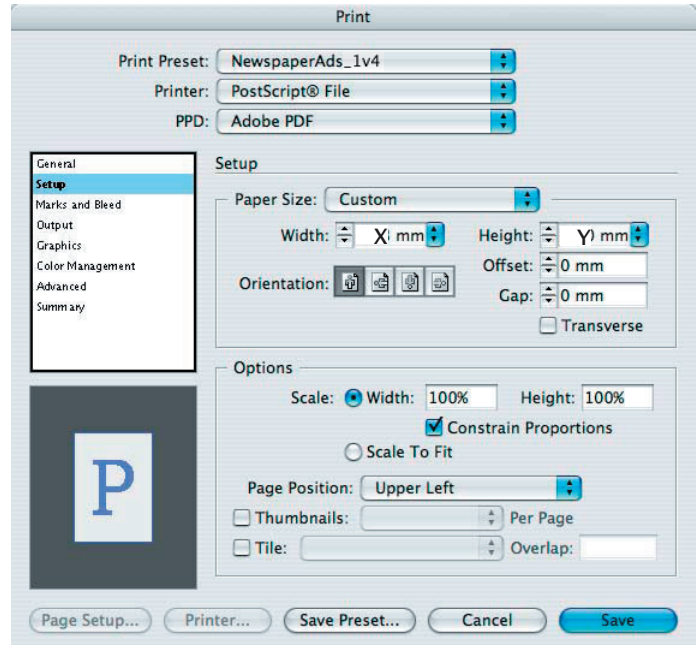 Print
Print Preset: NewspaperAds_1v4
Printer: PostScript® File
PPD: Adobe PDF
General
Setup
Marks and Bleed
Output
Graphics
Color Management
Advanced
Summary
Setup
Paper Size: Custom
Width: X mm Height: Y mm
Orientation: Offset: 0 mm
Gap: 0 mm
Transverse
Options
Scale: Width: 100% Height: 100%
Constrain Proportions
Scale To Fit
Page Position: Upper Left
Thumbnails: Per Page
Tile: Overlap:
P
Page Setup... Printer... Save Preset... Cancel Save